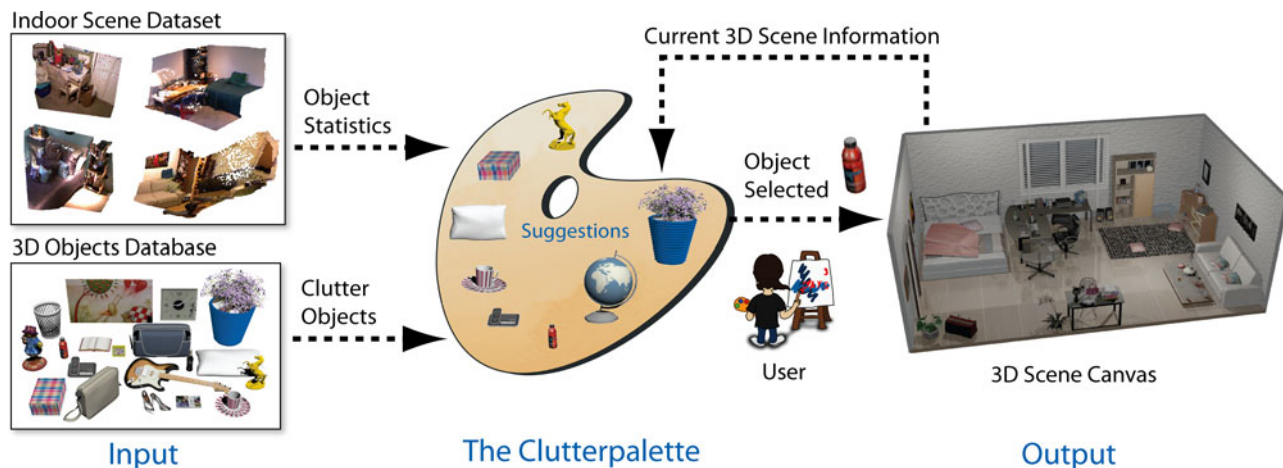 Indoor Scene Dataset
Object
Statistics
3D Objects Database
Clutter
Objects
Suggestions
Current 3D Scene Information
Object
Selected
User
3D Scene Canvas
Input
The Clutterpalette
Output